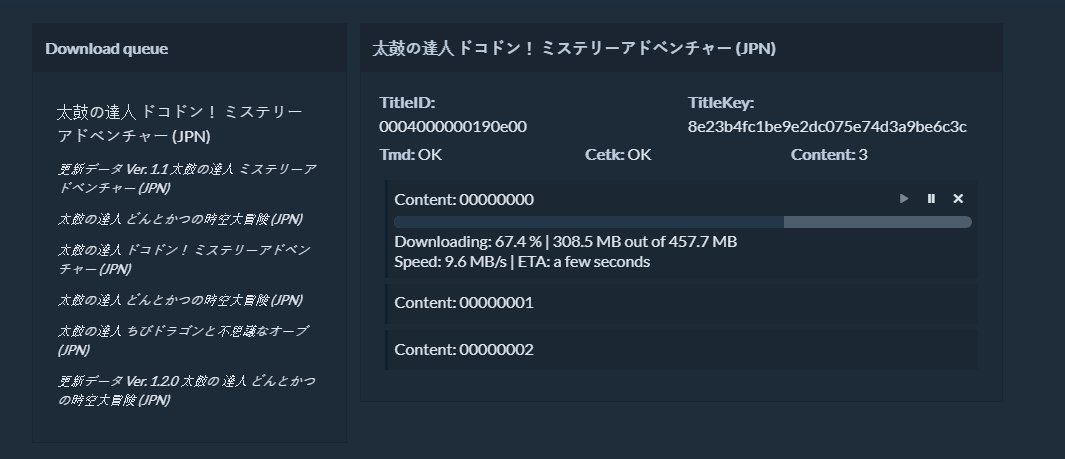 Download queue
太鼓の達人 ドコドン！ ミステリー
アドベンチャー (JPN)
更新データ Ver. 1.1 太鼓の達人 ミステリーア
ドベンチャー (JPN)
太鼓の達人 どんとかつの時空大冒険 (JPN)
太鼓の達人 ドコドン！ ミステリーアドベン
チャー (JPN)
太鼓の達人 どんとかつの時空大冒険 (JPN)
太鼓の達人 ちびドラゴンと不思議なオーブ
(JPN)
更新データ Ver. 1.2.0 太鼓の 達人 どんとかつ
の時空大冒険 (JPN)
太鼓の達人 ドコドン！ ミステリーアドベンチャー (JPN)
TitleID:
0004000000190e00
TitleKey:
8e23b4fc1be9e2dc075e74d3a9be6c3c
Tmd: OK
Cetk: OK
Content: 3
Content: 00000000
Downloading: 67.4 % | 308.5 MB out of 457.7 MB
Speed: 9.6 MB/s | ETA: a few seconds
Content: 00000001
Content: 00000002